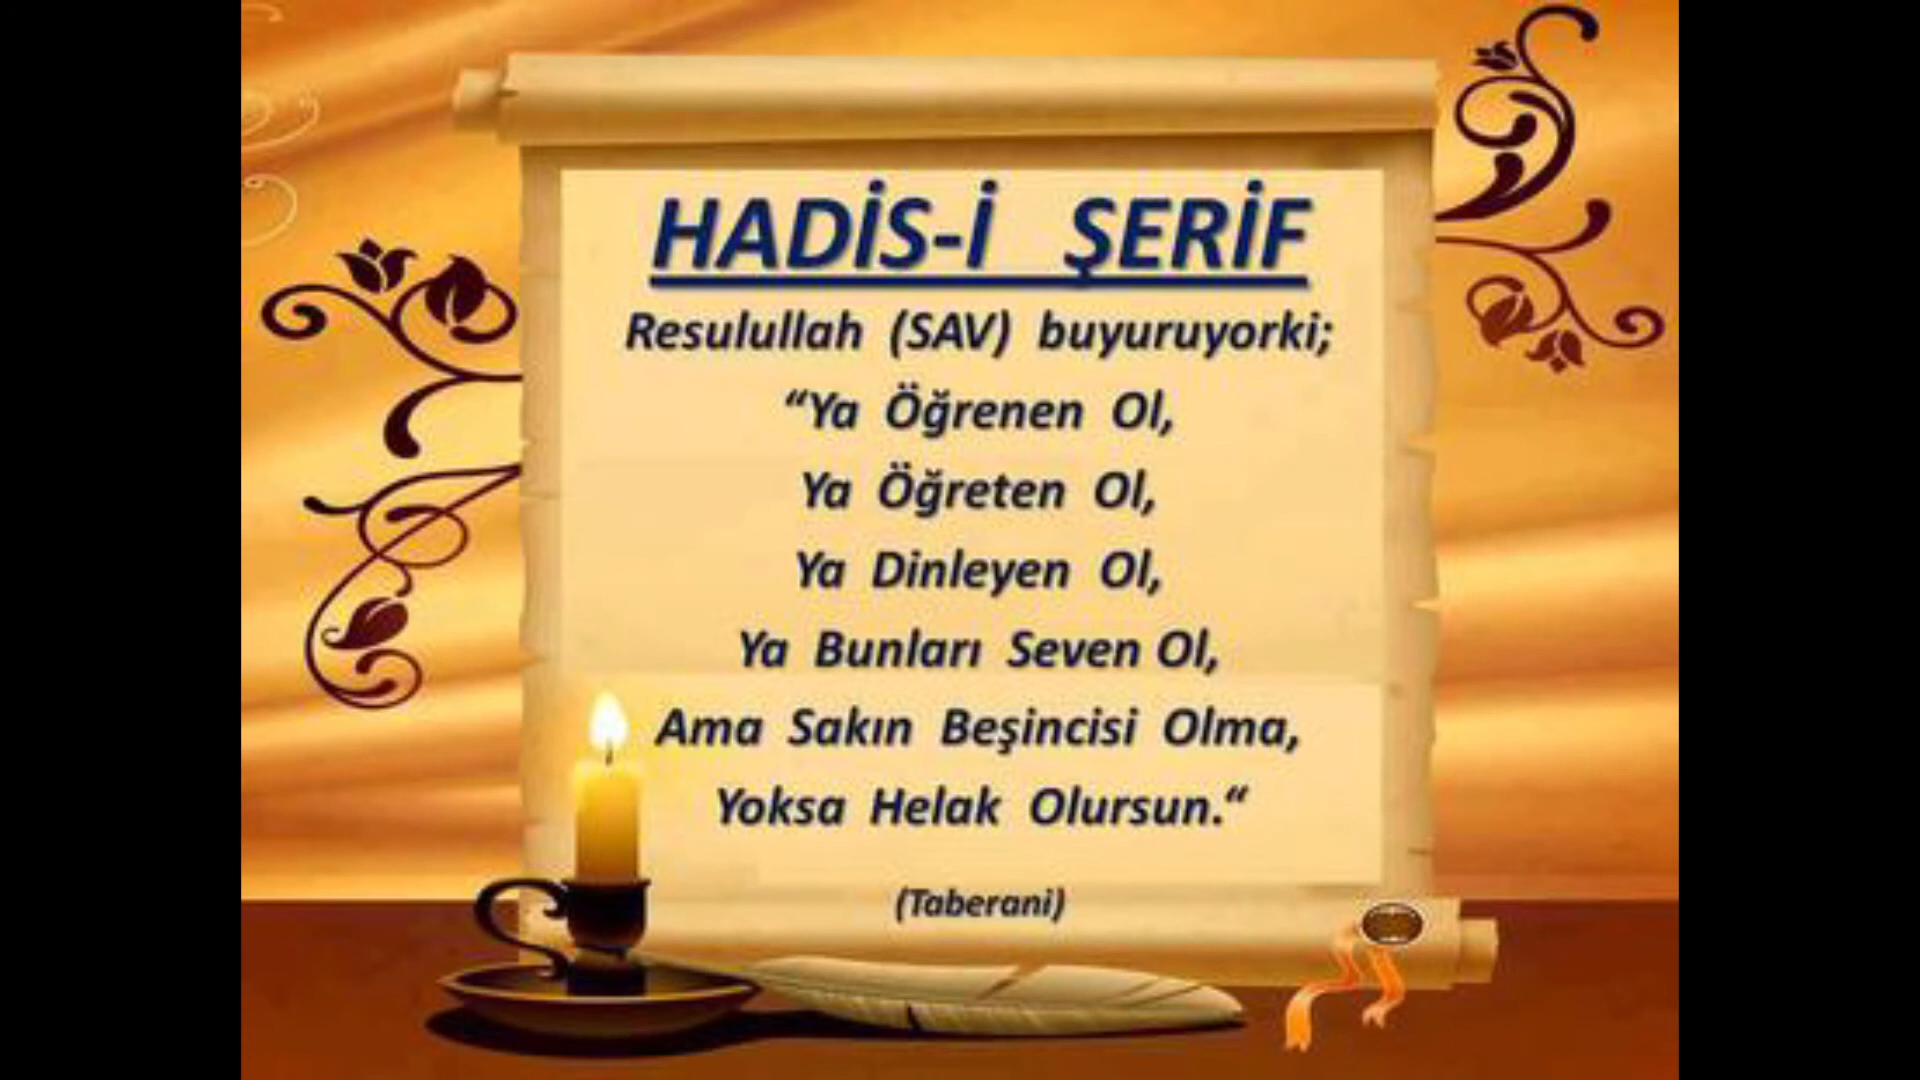 HADİS-İ ŞERİF
Resulullah (SAV) buyuruyorki;
“Ya Öğrenen Ol,
Ya Öğreten Ol,
Ya Dinleyen Ol,
Ya Bunları Seven Ol,
Ama Sakın Beşincisi Olma,
Yoksa Helak Olursun.“
(Taberani)